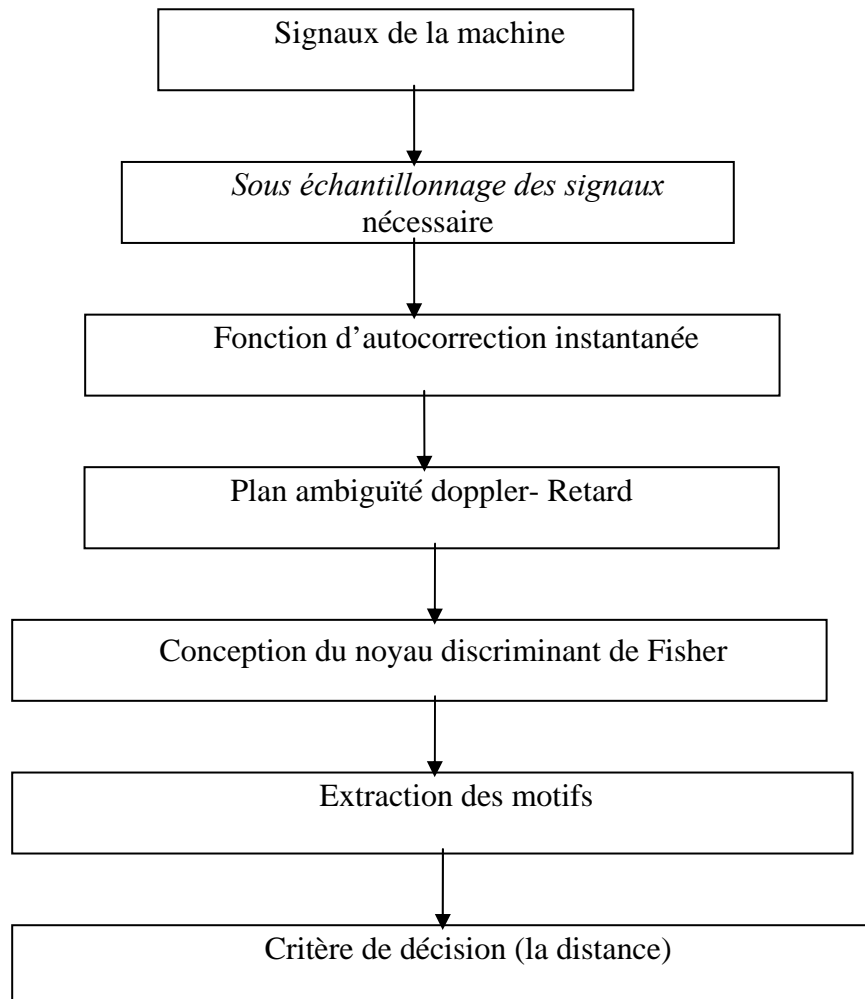 Signaux de la machine
Sous échantillonnage des signaux
nécessaire
Fonction d’autocorrection instantanée
Plan ambiguïté doppler- Retard
Conception du noyau discriminant de Fisher
Extraction des motifs
Critère de décision (la distance)